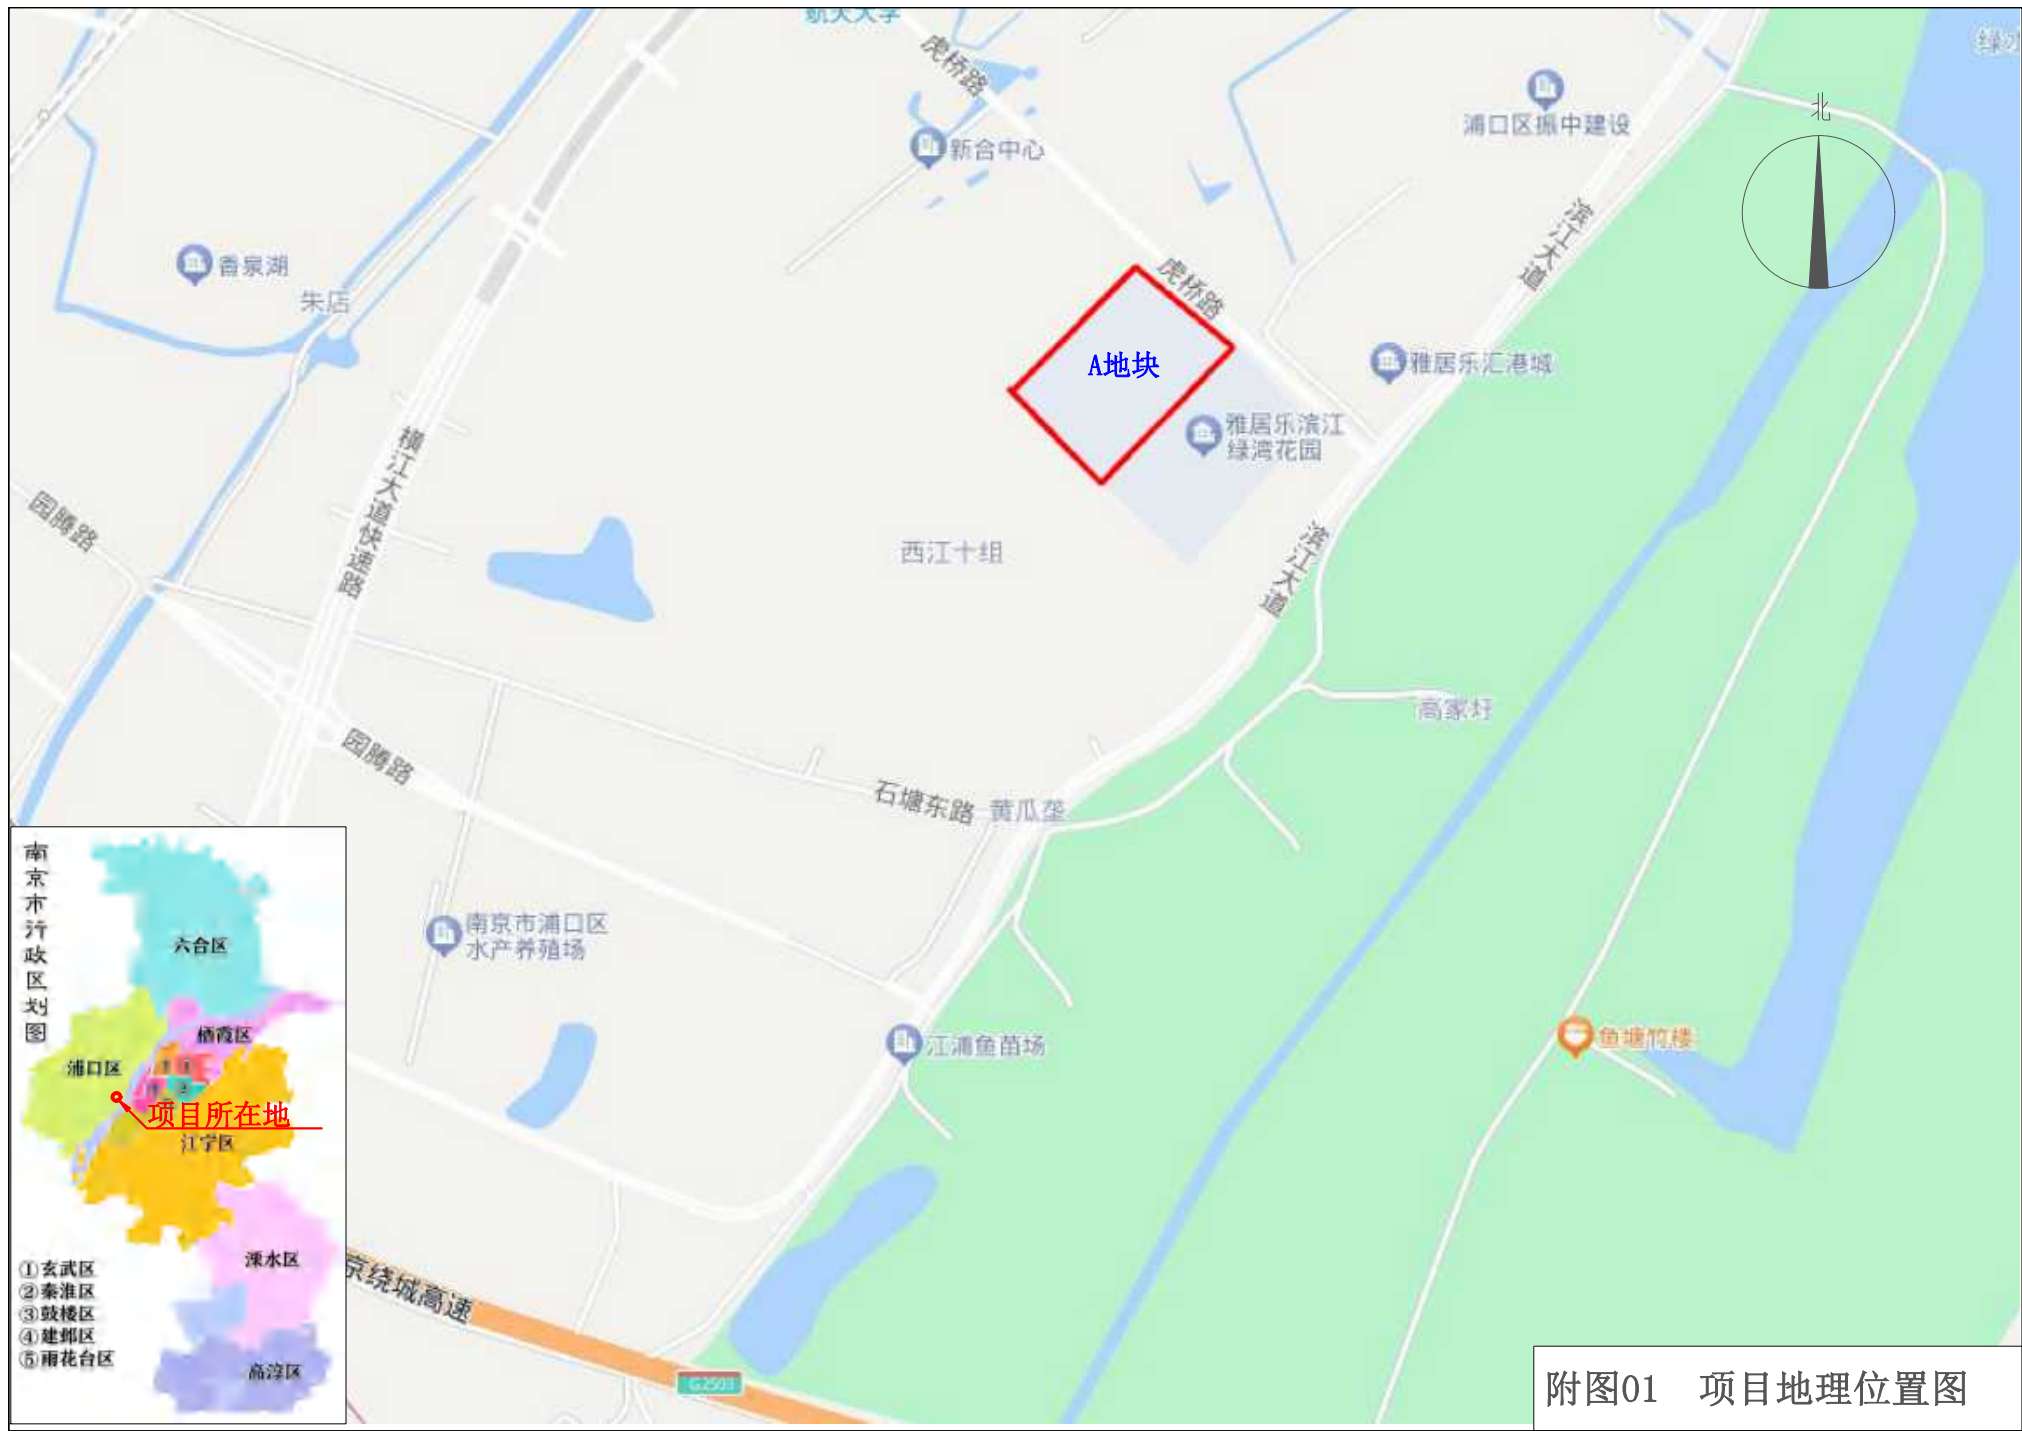 航天大学
虎桥路
浦口区振中建设
北
新合中心
滨江大道
香泉湖
朱店
虎桥路
A地块
雅居乐汇港城
雅居乐滨江
绿湾花园
横江大道快速路
园腾路
西江十组
滨江大道
高家圩
园腾路
石塘东路
黄瓜垄
南京市浦口区
水产养殖场
江浦鱼苗场
鱼塘竹楼
京绕城高速
G2503
南京市行政区划图
六合区
栖霞区
浦口区
项目所在地
江宁区
溧水区
高淳区
①玄武区
②秦淮区
③鼓楼区
④建邺区
⑤雨花台区
附图01 项目地理位置图